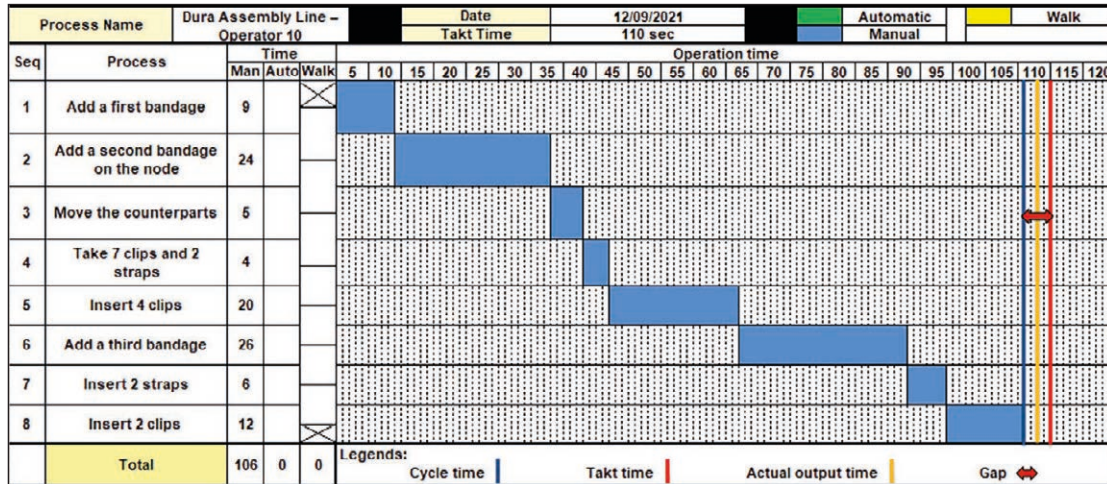 Process Name Dura Assembly Line – Operator 10 Date 12/09/2021 Automatic Walk
Takt Time 110 sec Manual
Seq Process Time Operation time
Man Auto Walk 5 10 15 20 25 30 35 40 45 50 55 60 65 70 75 80 85 90 95 100 105 110 115 120
1 Add a first bandage 9
2 Add a second bandage on the node 24
3 Move the counterparts 5
4 Take 7 clips and 2 straps 4
5 Insert 4 clips 20
6 Add a third bandage 26
7 Insert 2 straps 6
8 Insert 2 clips 12
Total 106 0 0
Legends:
Cycle time Takt time Actual output time Gap